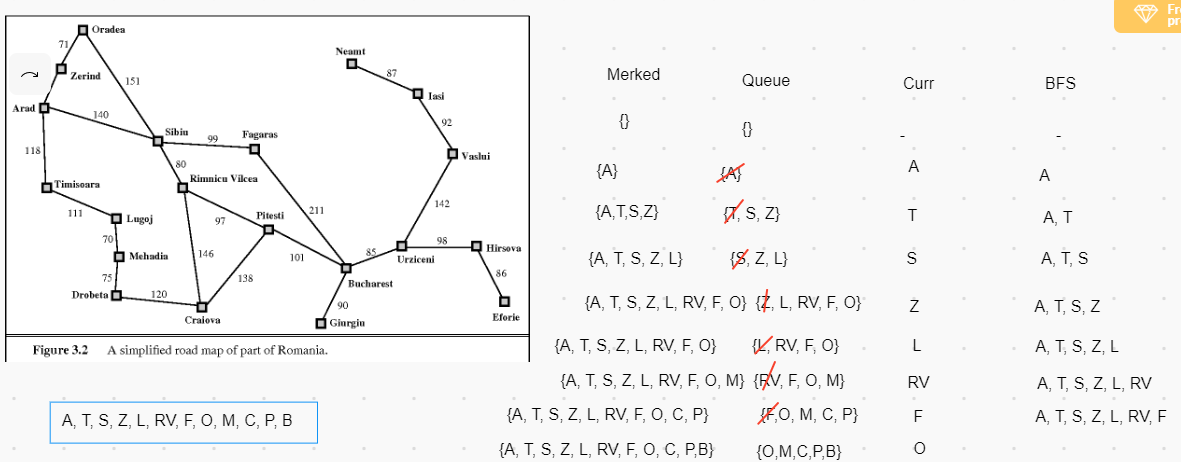 Fr
pr
Oradea
71
Zerind
151
Arad
140
118
Sibiu
99
Fagaras
80
Rimnicu Vilcea
Timisoara
111
Lugoj
70
Mehadia
75
Drobeta
120
Craiova
146
97
Pitesti
138
101
211
Neamt
87
Iasi
92
Vaslui
142
98
Hirsova
86
Eforie
85
Urziceni
Bucharest
90
Giurgiu
Figure 3.2 A simplified road map of part of Romania.
A, T, S, Z, L, RV, F, O, M, C, P, B
Merked Queue Curr BFS
{} {} - -
{A} {A} A A
{A,T,S,Z} {T, S, Z} T A, T
{A, T, S, Z, L} {S, Z, L} S A, T, S
{A, T, S, Z, L, RV, F, O} {Z, L, RV, F, O} Z A, T, S, Z
{A, T, S, Z, L, RV, F, O} {L, RV, F, O} L A, T, S, Z, L
{A, T, S, Z, L, RV, F, O, M} {RV, F, O, M} RV A, T, S, Z, L, RV
{A, T, S, Z, L, RV, F, O, C, P} {F,O, M, C, P} F A, T, S, Z, L, RV, F
{A, T, S, Z, L, RV, F, O, C, P,B} {O,M,C,P,B} O